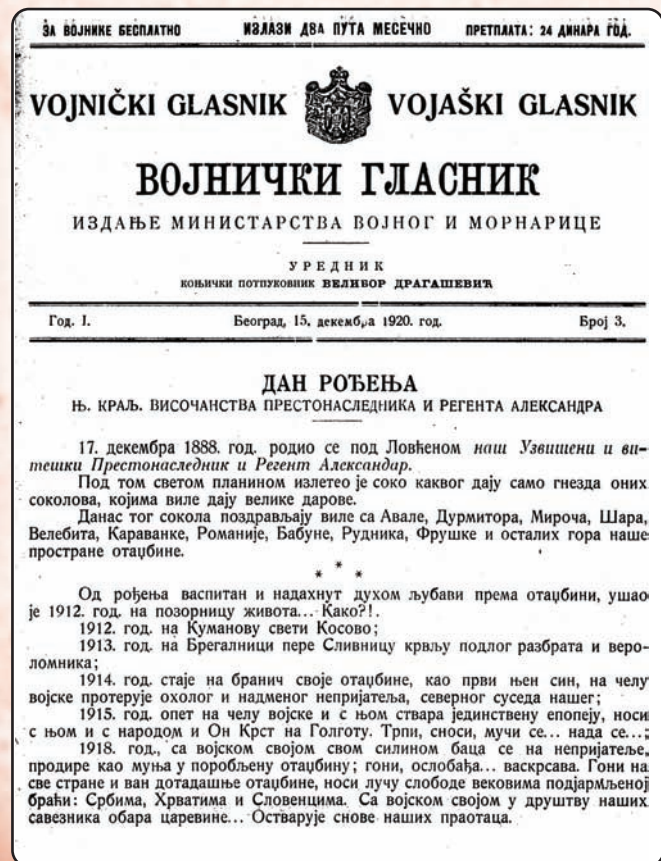 ЗА ВОЈНИКЕ БЕСПЛАТНО ИЗЛАЗИ ДВА ПУТА МЕСЕЧНО ПРЕТПЛАТА: 24 ДИНАРА ГОД.
VOJNIČKI GLASNIK VOJAŠKI GLASNIK
ВОЈНИЧКИ ГЛАСНИК
ИЗДАЊЕ МИНИСТАРСТВА ВОЈНОГ И МОРНАРИЦЕ
УРЕДНИК
КОЊИЧКИ ПОТПУКОВНИК ВЕЛИБОР ДРАГАШЕВИЋ
Год. I. Београд, 15. декембра 1920. год. Број 3.
ДАН РОЂЕЊА
Њ. КРАЉ. ВИСОЧАНСТВА ПРЕСТОНАСЛЕДНИКА И РЕГЕНТА АЛЕКСАНДРА
17. декембра 1888. год. родио се под Ловћеном наш Узвишени и ви-
тешки Престонаследник и Регент Александар.
Под том светом планином излетео је соко каквог дају само гнезда оних
соколова, којима виле дају велике дарове.
Данас тог сокола поздрављају виле са Авале, Дурмитора, Мироча, Шара,
Велебита, Караванке, Романије, Бабуне, Рудника, Фрушке и осталих гора наше
простране отаџбине.
* * *
Од рођења васпитан и надахнут духом љубави према отаџбини, ушао
је 1912. год. на позорницу живота... Како?!.
1912. год. на Куманову свети Косово;
1913. год. на Брегалници пере Сливницу крвљу подлог разбрата и веро-
ломника;
1914. год. стаје на бранич своје отаџбине, као први њен син, на челу
војске протерује охолог и надменог непријатеља, северног суседа нашег;
1915. год. опет на челу војске и с њом ствара јединствену епопеју, носи
с њом и с народом и Он Крст на Голготу. Трпи, сноси, мучи се... нада се...;
1918. год., са војском својом свом силином баца се на непријатеље,
продире као муња у поробљену отаџбину; гони, ослобађа... васкрсава. Гони на
све стране и ван дотадашње отаџбине, носи лучу слободе вековима подјармљеној
браћи: Србима, Хрватима и Словенцима. Са војском својом у друштву наших
савезника обара царевине... Остварује снове наших праотаца.